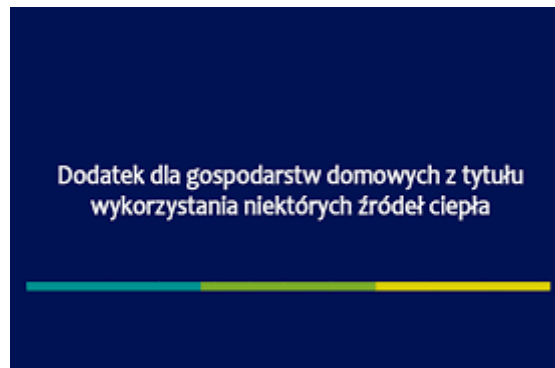 Dodatek dla gospodarstw domowych z tytułu
wykorzystania niektórych źródeł ciepła